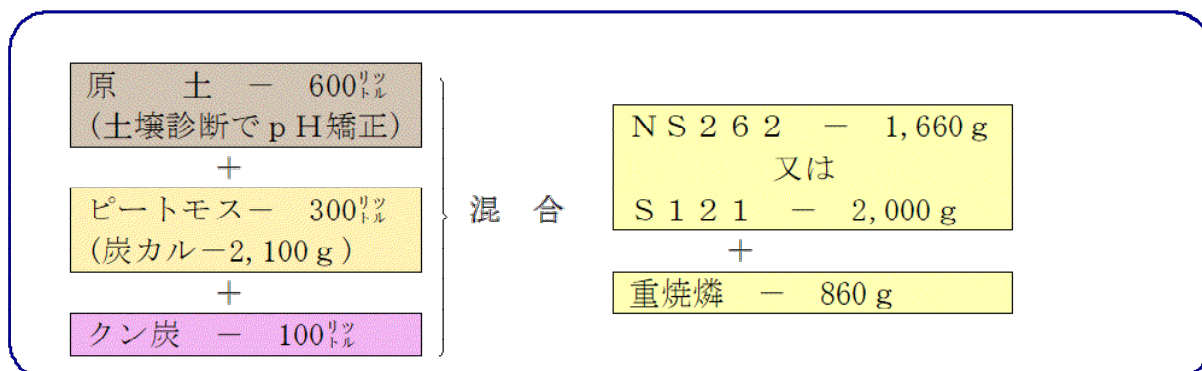 原　　土　－　600リットル
(土壌診断でｐＨ矯正)
＋
ピートモス－　300リットル
(炭カル－2,100ｇ)
＋
クン炭　－　100リットル
混　合
ＮＳ２６２　－　1,660ｇ
又は
Ｓ１２１　－　2,000ｇ
＋
重焼燐　－　860ｇ